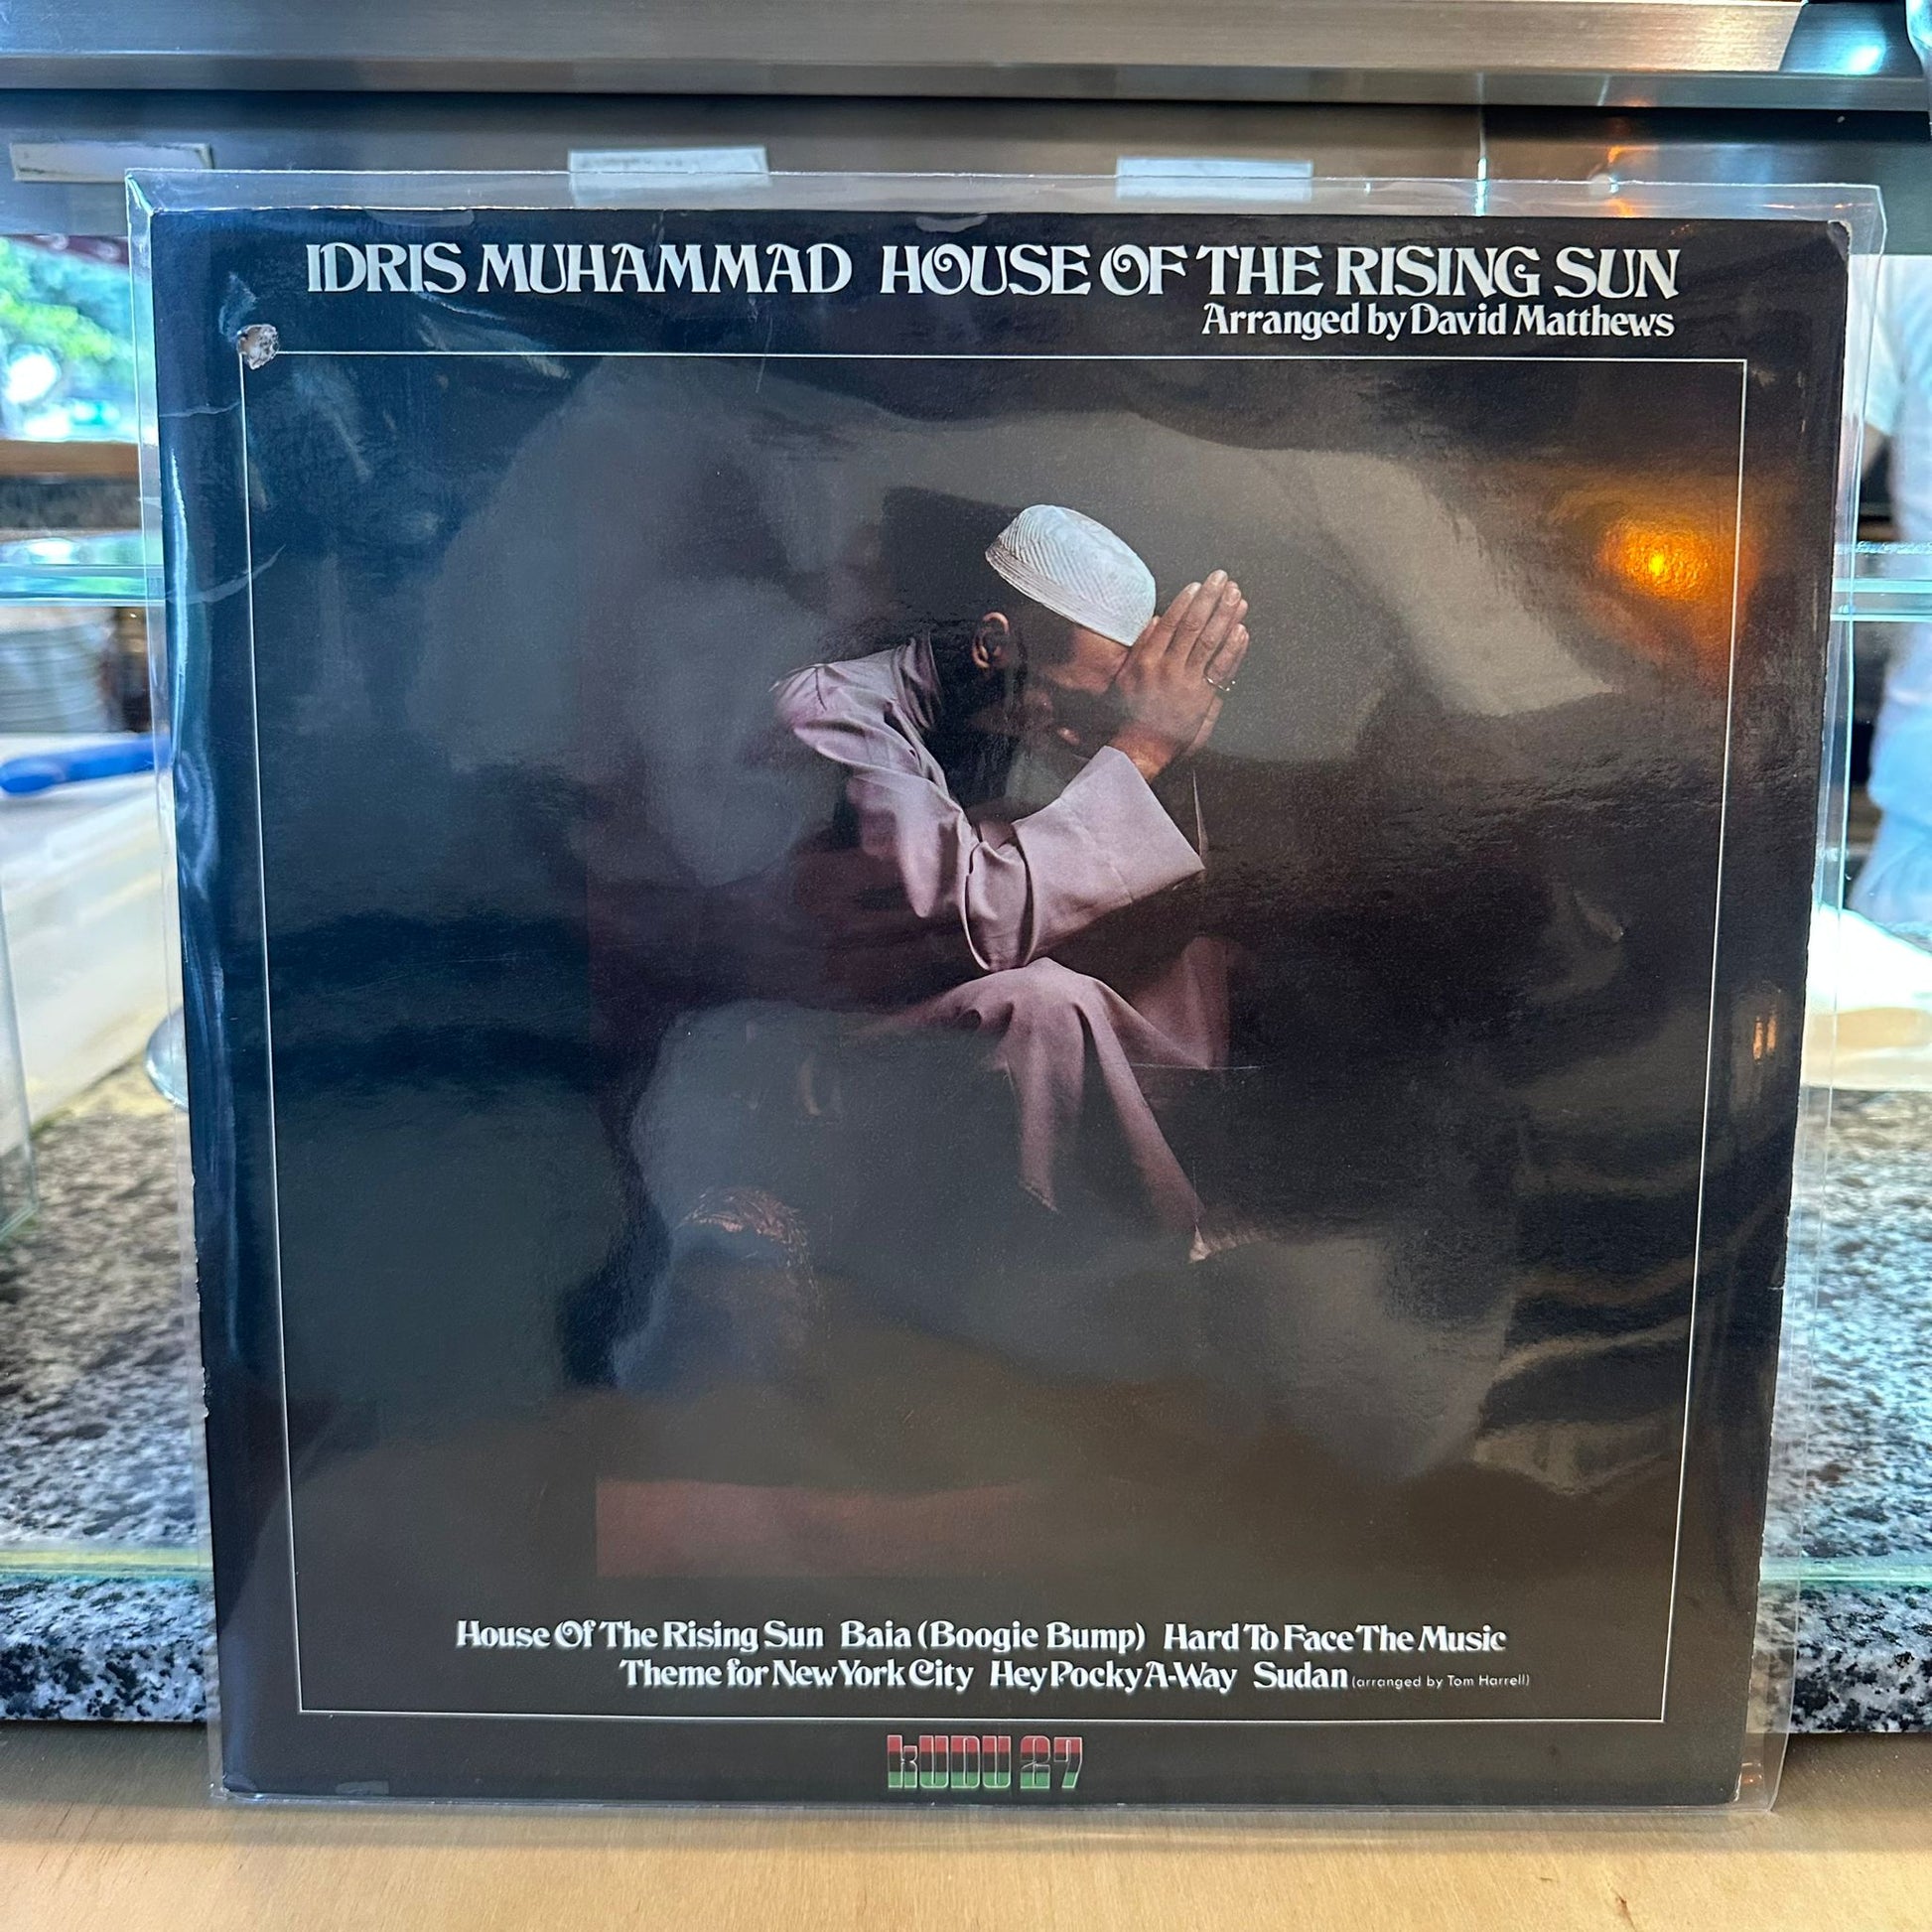 IDRIS MUHAMMAD HOUSE OF THE RISING SUN
Arranged by David Matthews
House Of The Rising Sun Baia (Boogie Bump) Hard To Face The Music
Theme for New York City Hey Pocky A-Way Sudan (arranged by Tom Harrell)
kUDU 27